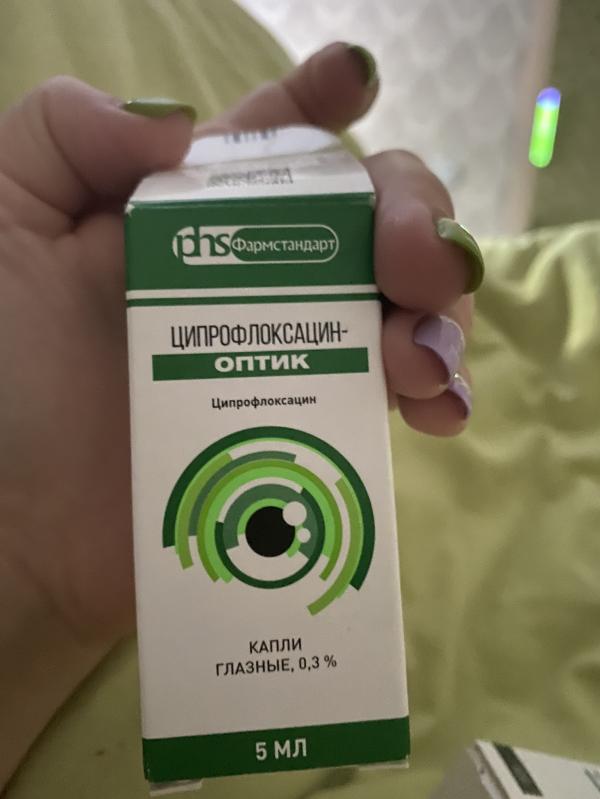 phs Фармстандарт
ЦИПРОФЛОКСАЦИН-
ОПТИК
Ципрофлоксацин
КАПЛИ
ГЛАЗНЫЕ, 0,3 %
5 МЛ